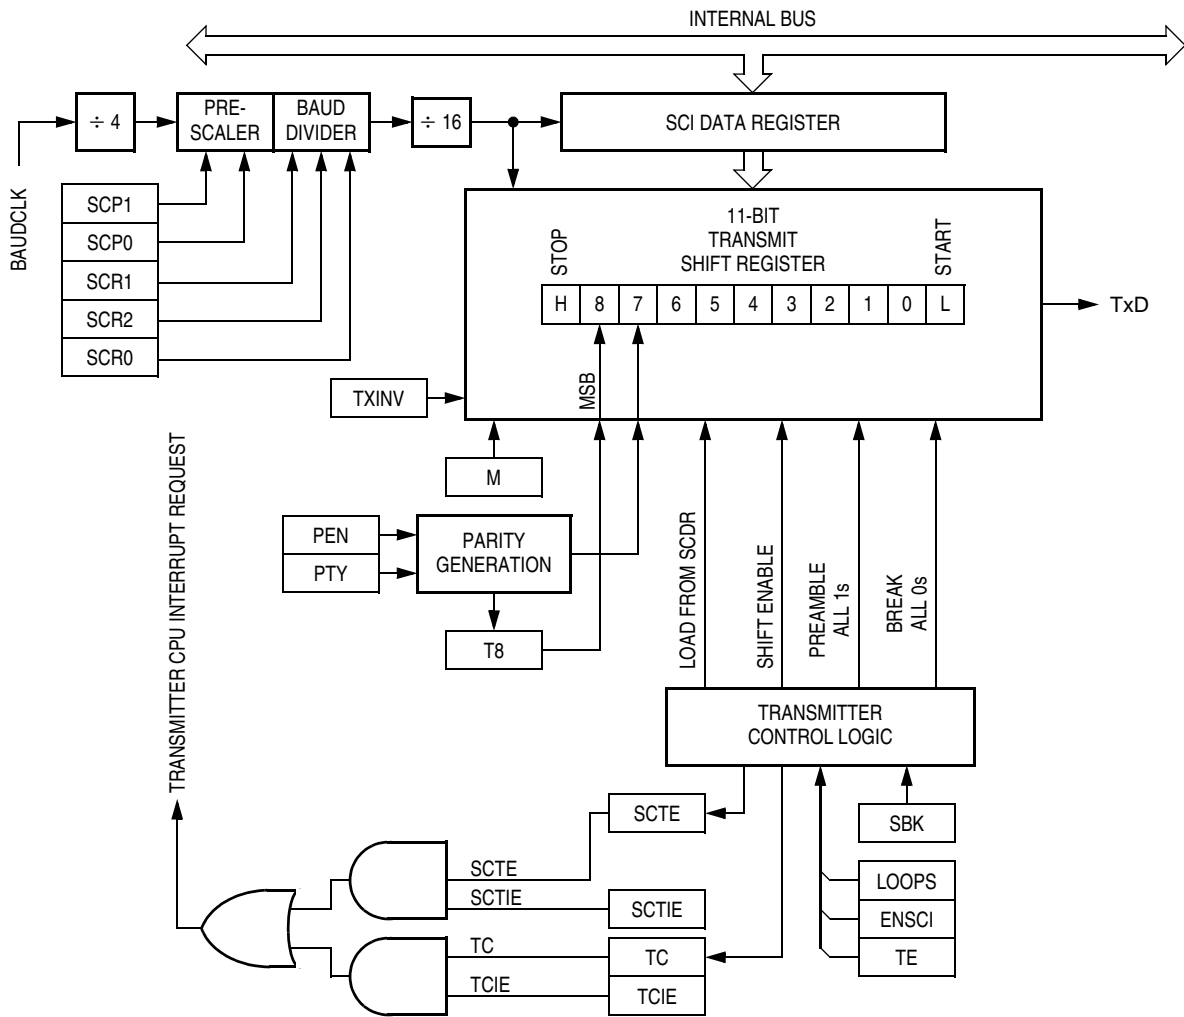 INTERNAL BUS
÷ 4
PRE-
SCALER
BAUD
DIVIDER
÷ 16
SCI DATA REGISTER
BAUDCLK
SCP1
SCP0
SCR1
SCR2
SCR0
11-BIT
TRANSMIT
SHIFT REGISTER
STOP
START
H 8 7 6 5 4 3 2 1 0 L
TxD
MSB
TXINV
M
PEN
PTY
PARITY
GENERATION
T8
LOAD FROM SCDR
SHIFT ENABLE
PREAMBLE
ALL 1s
BREAK
ALL 0s
TRANSMITTER CPU INTERRUPT REQUEST
TRANSMITTER
CONTROL LOGIC
SCTE
SBK
SCTE
SCTIE
SCTIE
LOOPS
ENSCI
TE
TC
TC
TCIE
TCIE